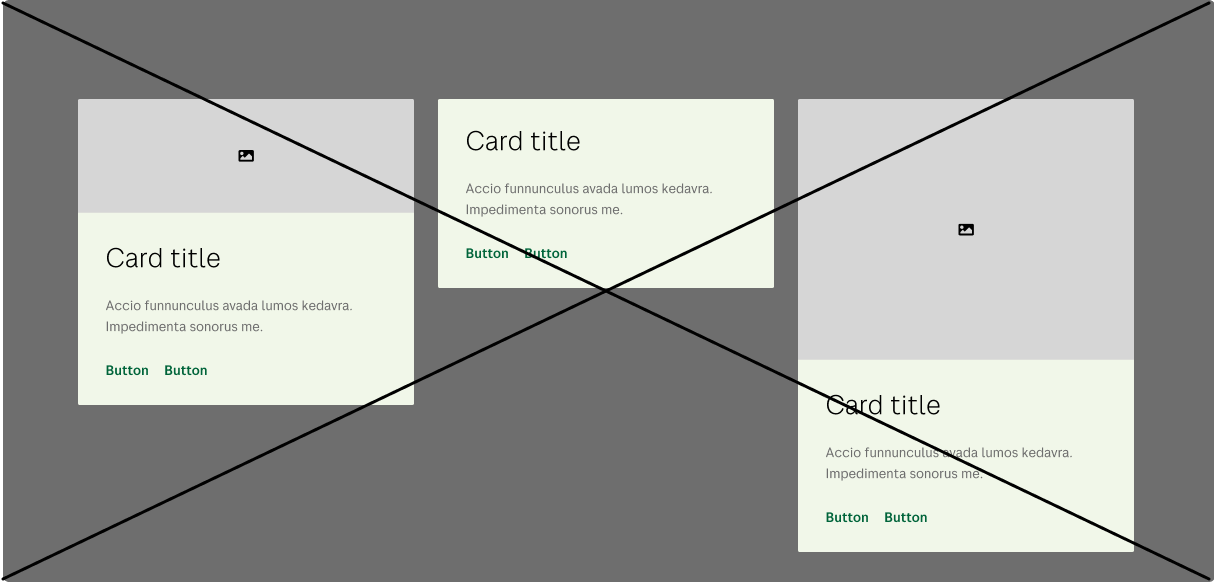 Card title
Accio funnunculus avada lumos kedavra.
Impedimenta sonorus me.
Button Button
Card title
Accio funnunculus avada lumos kedavra.
Impedimenta sonorus me.
Button Button
Card title
Accio funnunculus avada lumos kedavra.
Impedimenta sonorus me.
Button Button